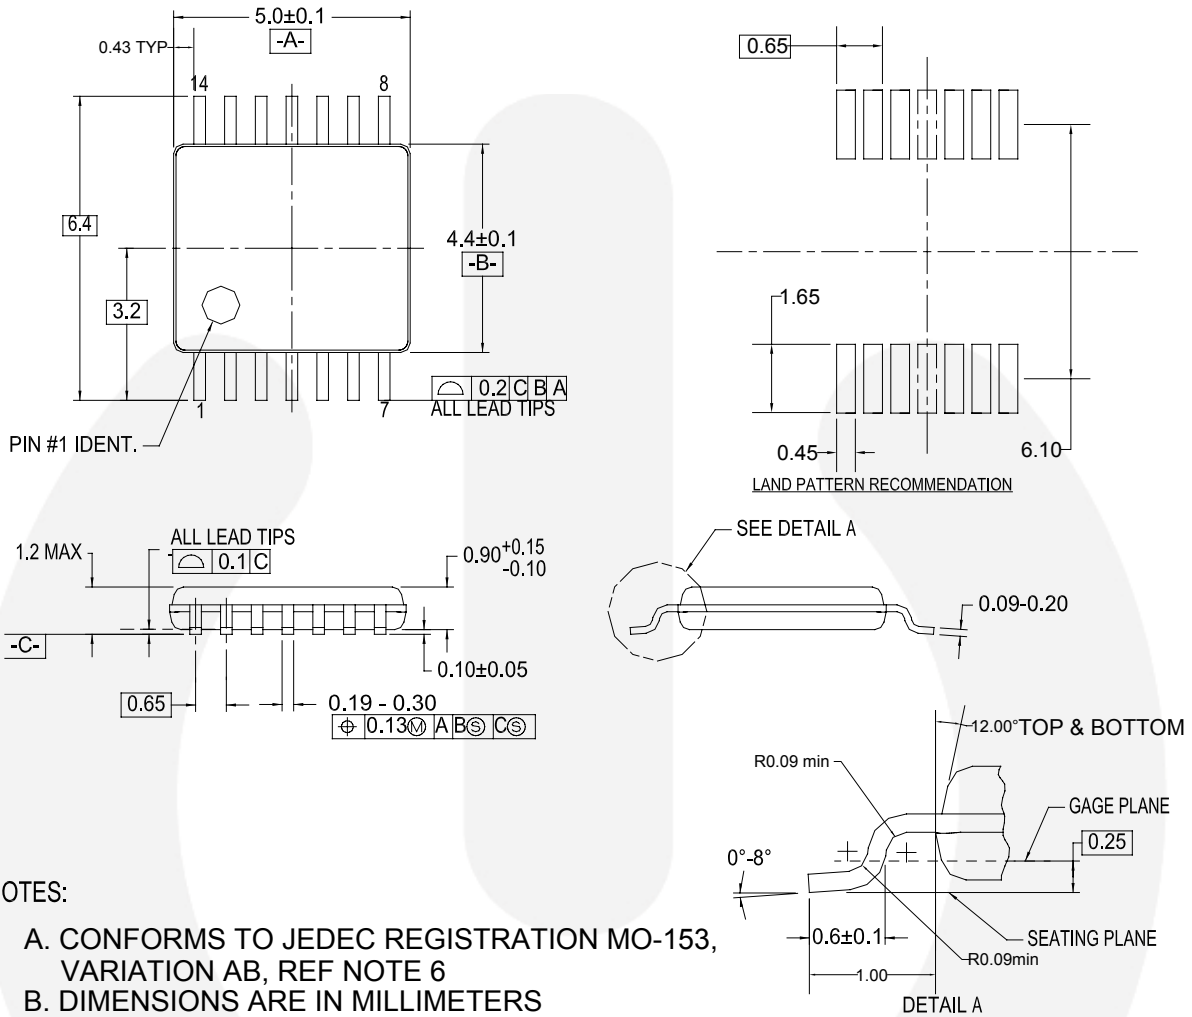 5.0±0.1
-A-
0.43 TYP
14
8
6.4
3.2
4.4±0.1
-B-
0.2 C B A
ALL LEAD TIPS
1
7
PIN #1 IDENT.
0.65
1.65
0.45
6.10
LAND PATTERN RECOMMENDATION
ALL LEAD TIPS
0.1 C
1.2 MAX
0.90 +0.15
-0.10
-C-
0.10±0.05
0.65
0.19 - 0.30
⌖ 0.13Ⓜ A BⓈ CⓈ
SEE DETAIL A
0.09-0.20
12.00° TOP & BOTTOM
R0.09 min
GAGE PLANE
0.25
0°-8°
SEATING PLANE
0.6±0.1
R0.09min
1.00
DETAIL A
OTES:
A. CONFORMS TO JEDEC REGISTRATION MO-153,
VARIATION AB, REF NOTE 6
B. DIMENSIONS ARE IN MILLIMETERS